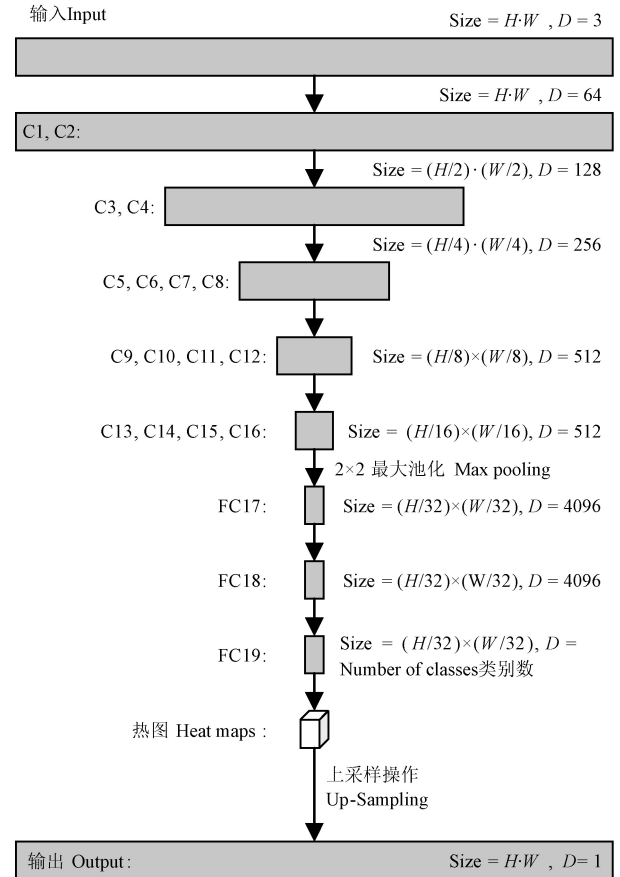 输入Input
Size = H·W , D = 3
Size = H·W , D = 64
C1, C2:
Size = (H/2) · (W/2), D = 128
C3, C4:
Size = (H/4) · (W/4), D = 256
C5, C6, C7, C8:
C9, C10, C11, C12:
Size = (H/8)×(W/8), D = 512
C13, C14, C15, C16:
Size = (H/16)×(W/16), D = 512
2×2 最大池化 Max pooling
FC17:
Size = (H/32)×(W/32), D = 4096
FC18:
Size = (H/32)×(W/32), D = 4096
FC19:
Size = (H/32)×(W/32), D =
Number of classes类别数
热图 Heat maps :
上采样操作
Up-Sampling
输出 Output:
Size = H·W , D= 1